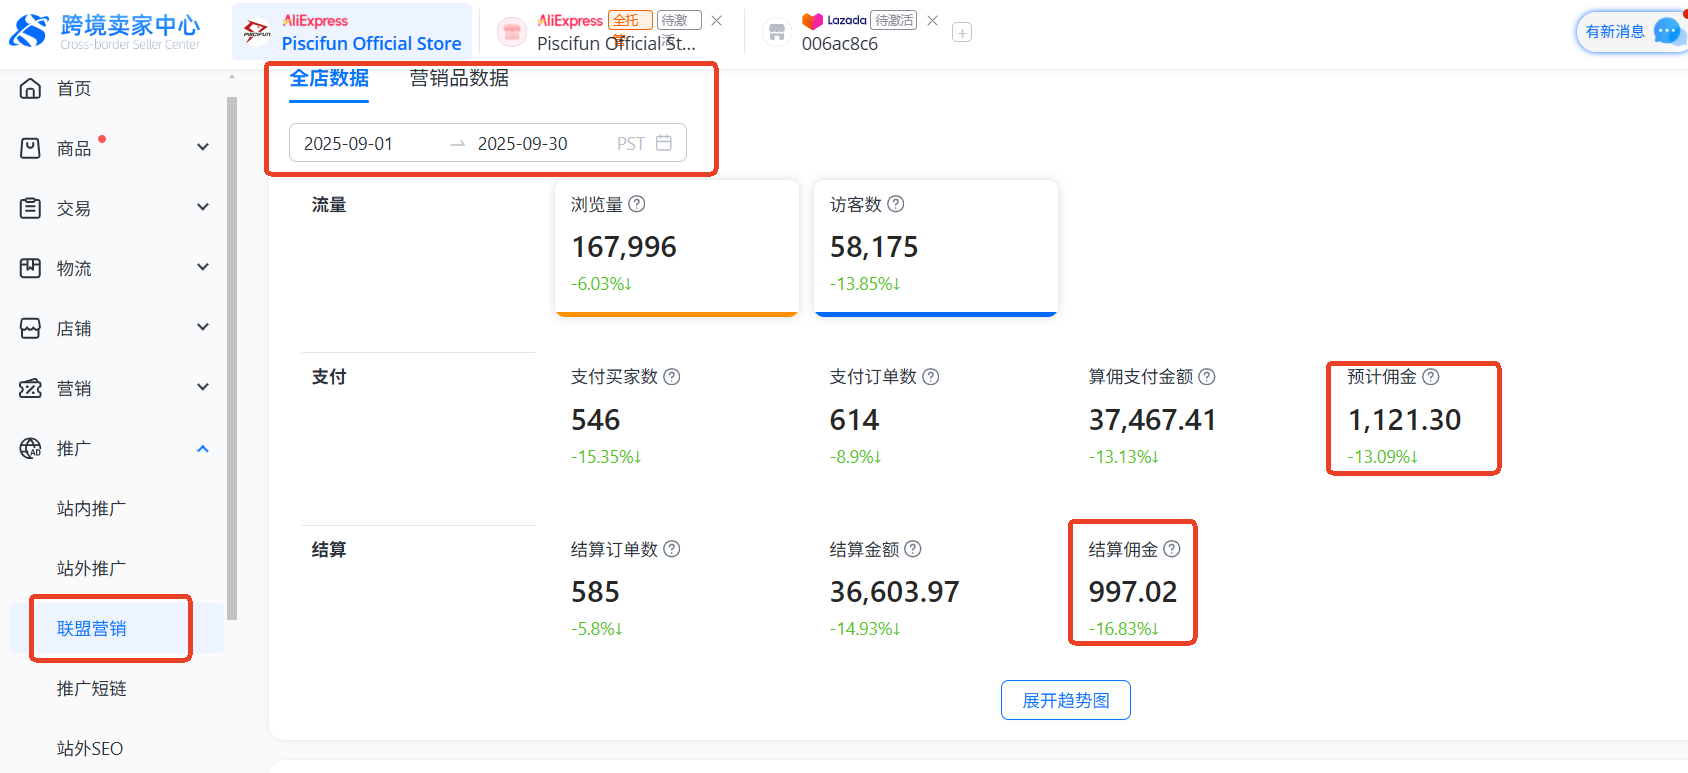 跨境卖家中心
Cross-border Seller Center
AliExpress
Piscifun Official Store
AliExpress 全托 待激
Piscifun Official St...
Lazada 待激活
006ac8c6
有新消息
首页
商品
交易
物流
店铺
营销
推广
站内推广
站外推广
联盟营销
推广短链
站外SEO
全店数据 营销品数据
2025-09-01 → 2025-09-30 PST
流量
浏览量
167,996
-6.03%↓
访客数
58,175
-13.85%↓
支付
支付买家数
546
-15.35%↓
支付订单数
614
-8.9%↓
算佣支付金额
37,467.41
-13.13%↓
预计佣金
1,121.30
-13.09%↓
结算
结算订单数
585
-5.8%↓
结算金额
36,603.97
-14.93%↓
结算佣金
997.02
-16.83%↓
展开趋势图